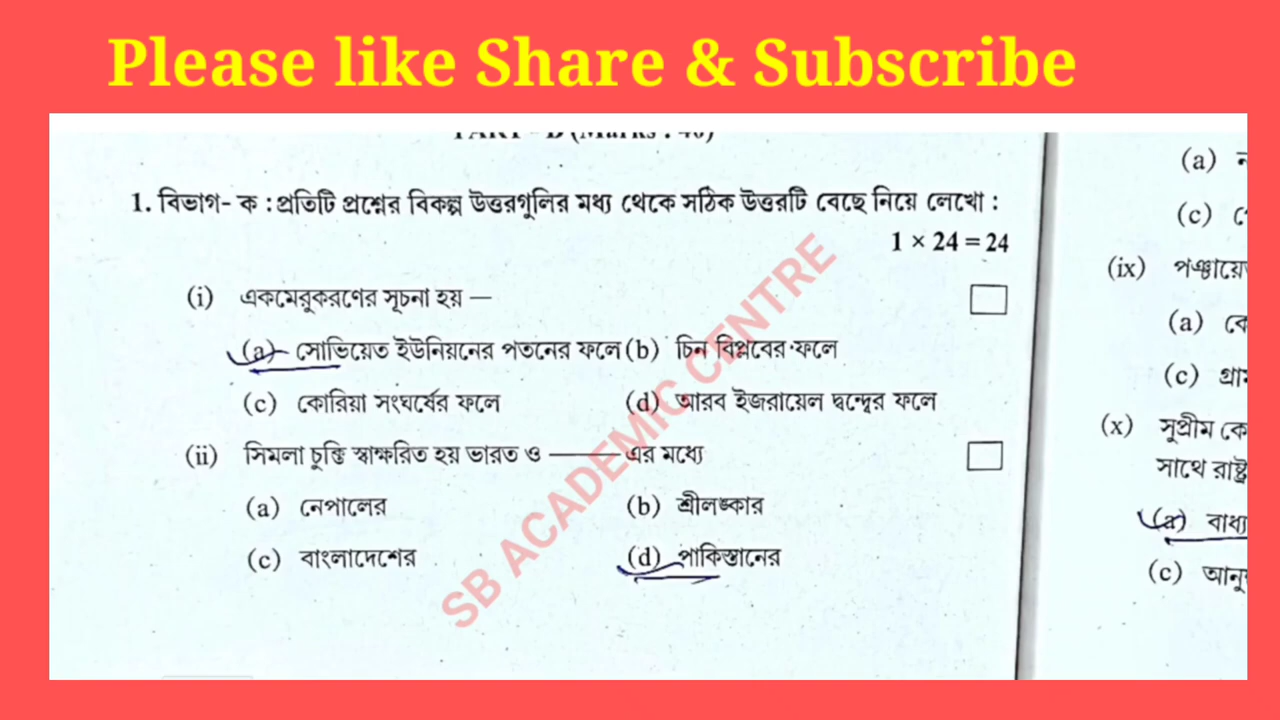 Please like Share & Subscribe
1. বিভাগ- ক : প্রতিটি প্রশ্নের বিকল্প উত্তরগুলির মধ্য থেকে সঠিক উত্তরটি বেছে নিয়ে লেখো :
1 × 24 = 24
(i) একমেরুকরণের সূচনা হয় —
(a) সোভিয়েত ইউনিয়নের পতনের ফলে (b) চিন বিপ্লবের ফলে
(c) কোরিয়া সংঘর্ষের ফলে (d) আরব ইজরায়েল দ্বন্দ্বের ফলে
(ii) সিমলা চুক্তি স্বাক্ষরিত হয় ভারত ও ——— এর মধ্যে
(a) নেপালের (b) শ্রীলঙ্কার
(c) বাংলাদেশের (d) পাকিস্তানের
SB ACADEMIC CENTRE
(a)
(c)
(ix)
(a)
(c)
(x) সুপ্রীম
সাথে
(a)
(c)